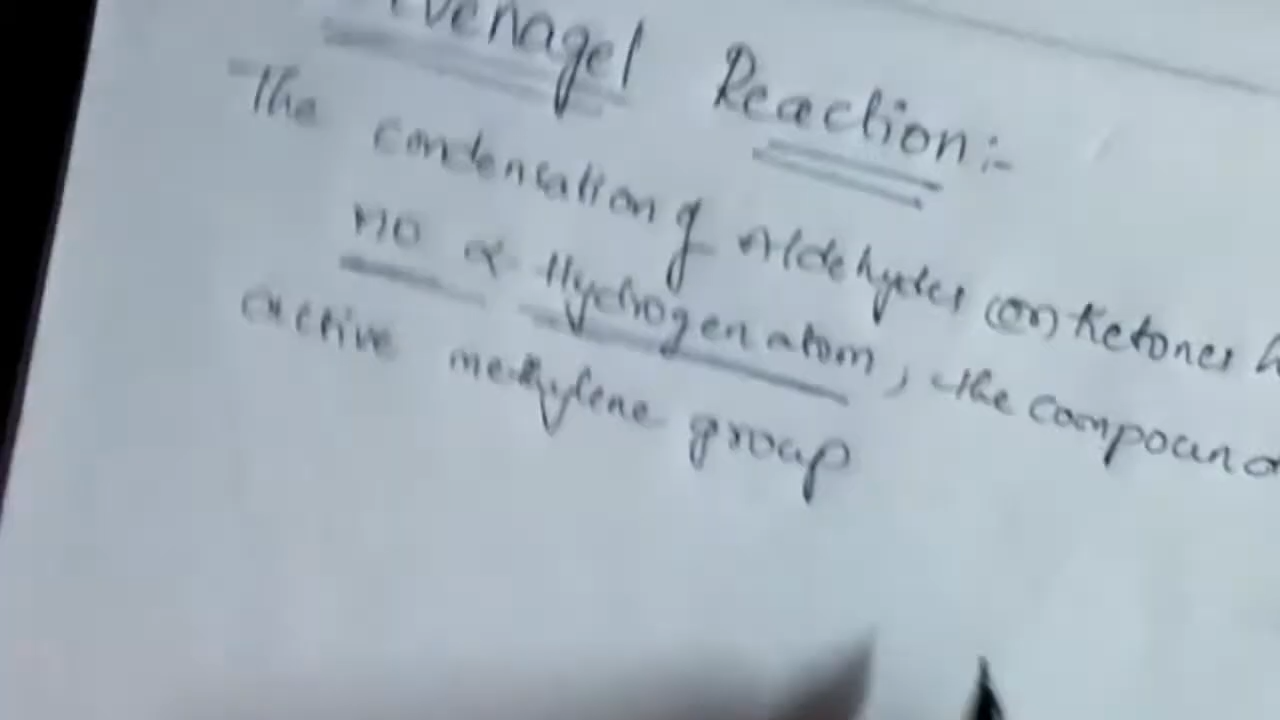 venagel Reaction:-
The condensation of Aldehydes (or) Ketones
no α Hydrogen atom, the compound
active methylene group